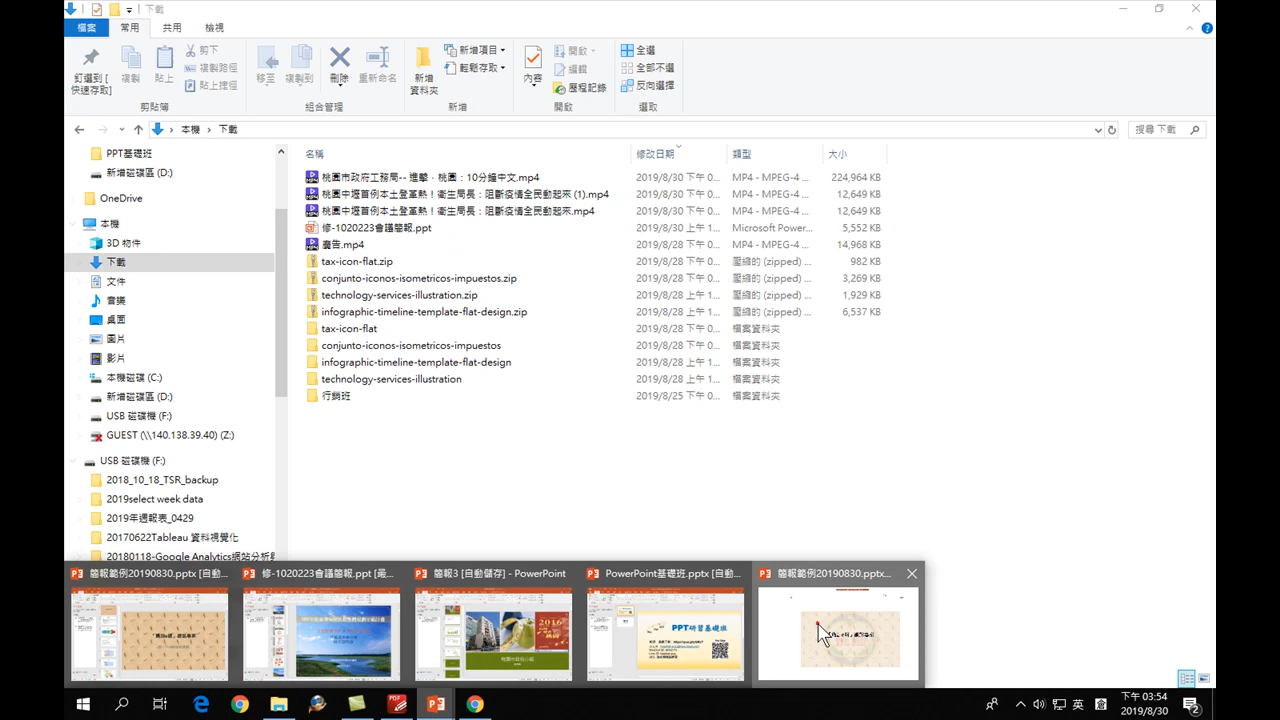 下載
檔案 常用 共用 檢視
釘選到 [快速存取]
複製
貼上
剪下
複製路徑
貼上捷徑
移至
複製到
刪除
重新命名
新增資料夾
新增項目
輕鬆存取
內容
開啟
編輯
歷程記錄
全選
全部不選
反向選擇
剪貼簿 組合管理 新增 開啟 選取
本機 下載 搜尋 下載
名稱 修改日期 類型 大小
桃園市政府工務局-- 進擊．桃園：10分鐘中文.mp4 2019/8/30 下午 0... MP4 - MPEG-4 ... 224,964 KB
桃園中壢首例本土登革熱！衛生局長：阻斷疫情全民動起來 (1).mp4 2019/8/30 下午 0... MP4 - MPEG-4 ... 12,649 KB
桃園中壢首例本土登革熱！衛生局長：阻斷疫情全民動起來.mp4 2019/8/30 下午 0... MP4 - MPEG-4 ... 12,649 KB
修-1020223會議簡報.ppt 2019/8/30 上午 1... Microsoft Power... 5,552 KB
廣告.mp4 2019/8/28 下午 0... MP4 - MPEG-4 ... 14,968 KB
tax-icon-flat.zip 2019/8/28 下午 0... 壓縮的 (zipped) ... 982 KB
conjunto-iconos-isometricos-impuestos.zip 2019/8/28 下午 0... 壓縮的 (zipped) ... 3,269 KB
technology-services-illustration.zip 2019/8/28 上午 1... 壓縮的 (zipped) ... 1,929 KB
infographic-timeline-template-flat-design.zip 2019/8/28 上午 1... 壓縮的 (zipped) ... 6,537 KB
tax-icon-flat 2019/8/28 下午 0... 檔案資料夾
conjunto-iconos-isometricos-impuestos 2019/8/28 下午 0... 檔案資料夾
infographic-timeline-template-flat-design 2019/8/28 上午 1... 檔案資料夾
technology-services-illustration 2019/8/28 上午 1... 檔案資料夾
行銷班 2019/8/25 下午 0... 檔案資料夾
PPT基礎班
新增磁碟區 (D:)
OneDrive
本機
3D 物件
下載
文件
音樂
桌面
圖片
影片
本機磁碟 (C:)
新增磁碟區 (D:)
USB 磁碟機 (F:)
GUEST (\\140.138.39.40) (Z:)
USB 磁碟機 (F:)
2018_10_18_TSR_backup
2019select week data
2019年週報表_0429
20170622Tableau 資料視覺化
20180118-Google Analytics網站分析
簡報範例20190830.pptx [自動...
修-1020223會議簡報.ppt [最...
簡報3 [自動儲存] - PowerPoint
PowerPoint基礎班.pptx [自動...
簡報範例20190830.pptx...
2016
PPT研習基礎班
英
下午 03:54
2019/8/30
2